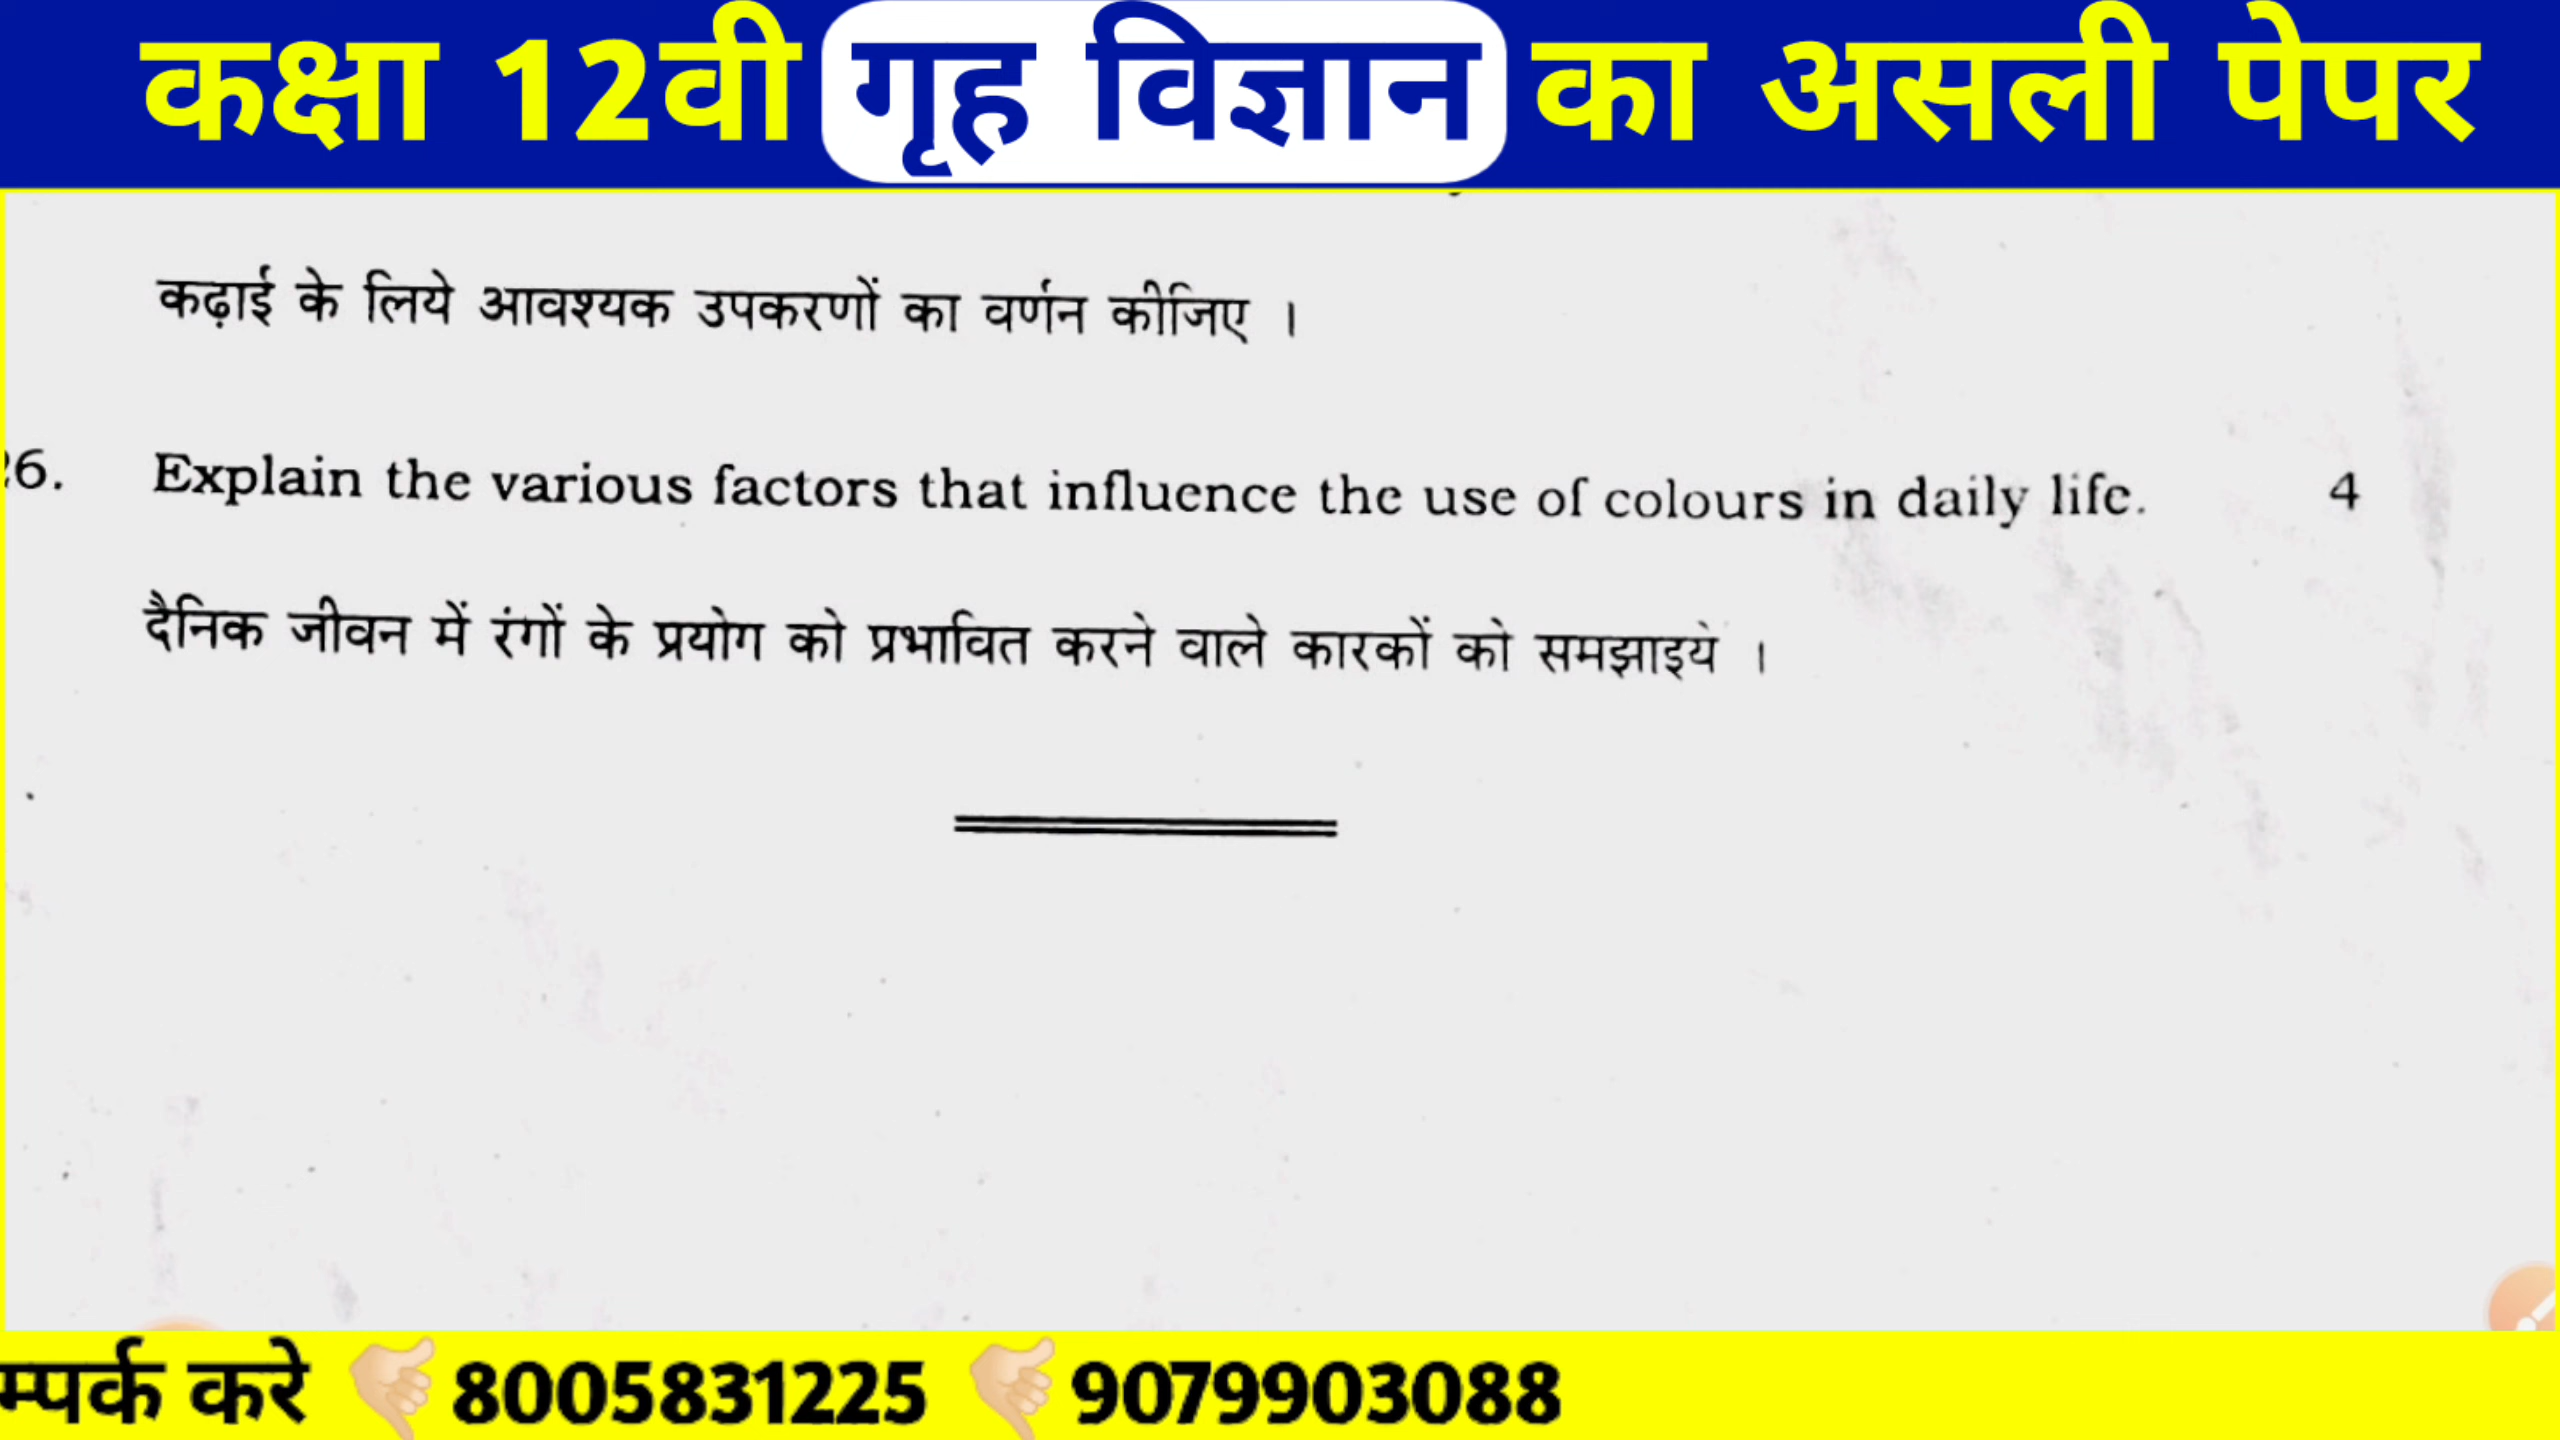 कक्षा 12वी गृह विज्ञान का असली पेपर
कढ़ाई के लिये आवश्यक उपकरणों का वर्णन कीजिए ।
26. Explain the various factors that influence the use of colours in daily life. 4
दैनिक जीवन में रंगों के प्रयोग को प्रभावित करने वाले कारकों को समझाइये ।
म्पर्क करे 8005831225 9079903088